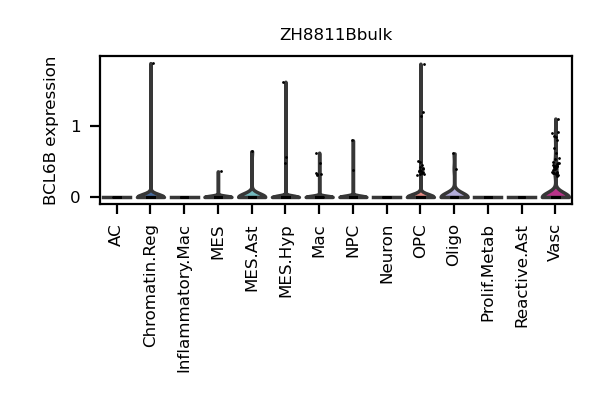 ZH8811Bbulk
BCL6B expression
1
0
AC
Chromatin.Reg
Inflammatory.Mac
MES
MES.Ast
MES.Hyp
Mac
NPC
Neuron
OPC
Oligo
Prolif.Metab
Reactive.Ast
Vasc